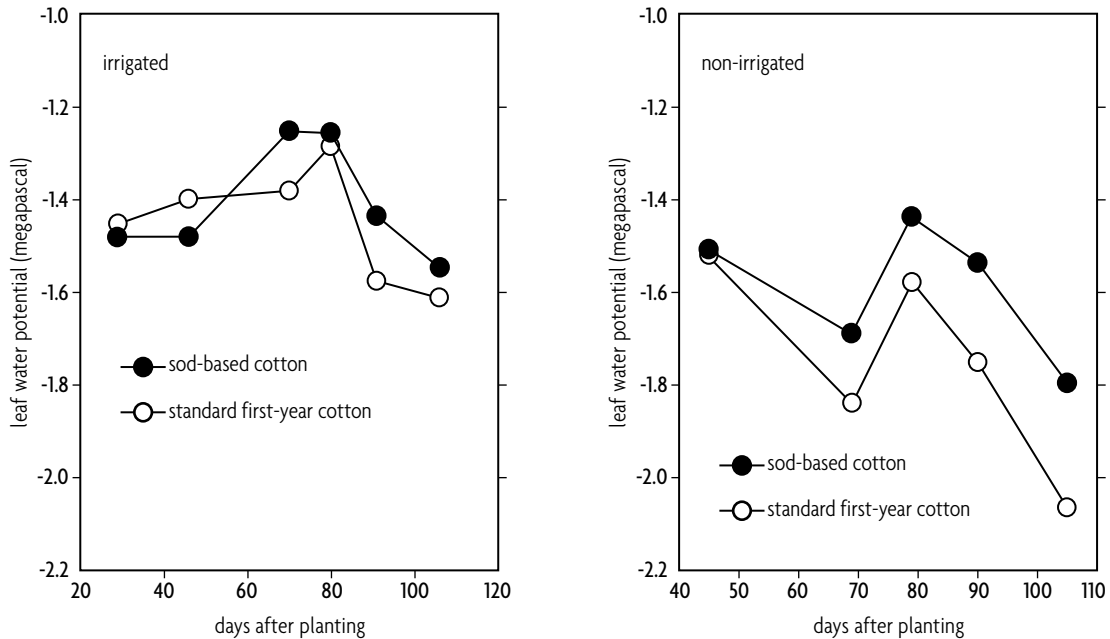 -1.0
-1.2
-1.4
-1.6
-1.8
-2.0
-2.2
leaf water potential (megapascal)
irrigated
sod-based cotton
standard first-year cotton
20 40 60 80 100 120
days after planting
-1.0
-1.2
-1.4
-1.6
-1.8
-2.0
-2.2
leaf water potential (megapascal)
non-irrigated
sod-based cotton
standard first-year cotton
40 50 60 70 80 90 100 110
days after planting